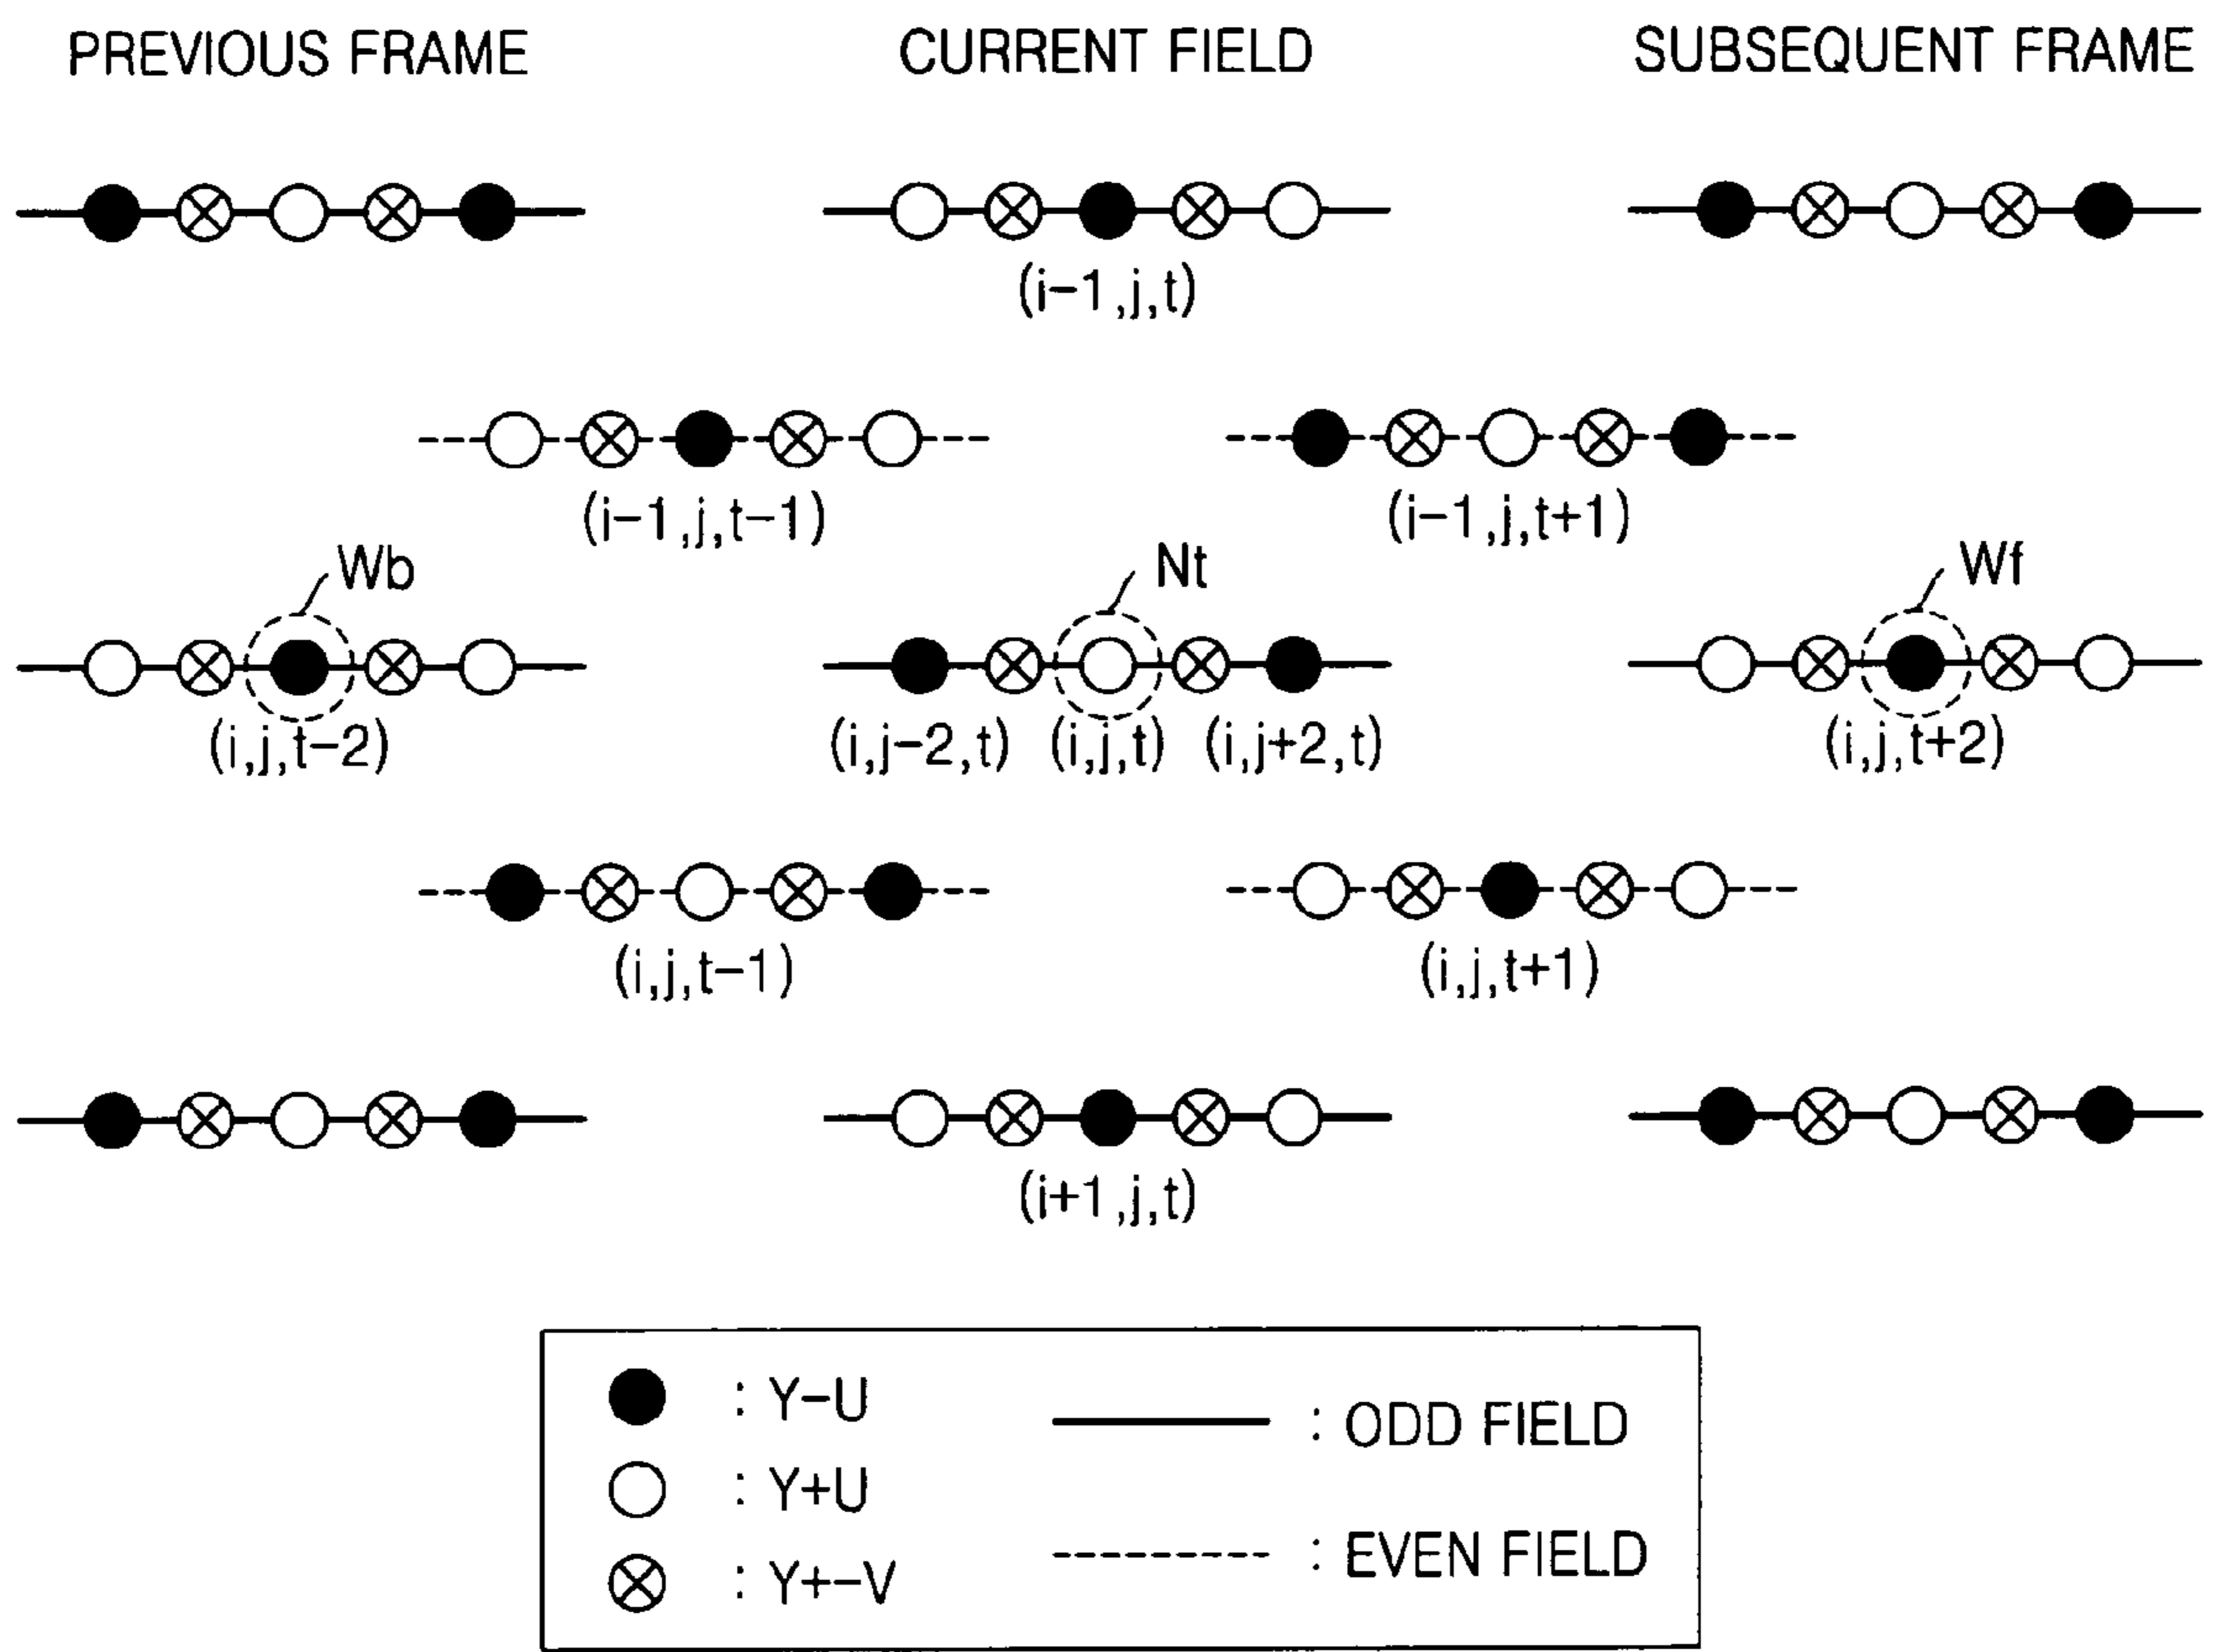 PREVIOUS FRAME CURRENT FIELD SUBSEQUENT FRAME
(i-1,j,t)
(i-1,j,t-1) (i-1,j,t+1)
Wb Nt Wf
(i,j,t-2) (i,j-2,t) (i,j,t) (i,j+2,t) (i,j,t+2)
(i,j,t-1) (i,j,t+1)
(i+1,j,t)
: Y-U
: Y+U
: Y+-V
: ODD FIELD
: EVEN FIELD